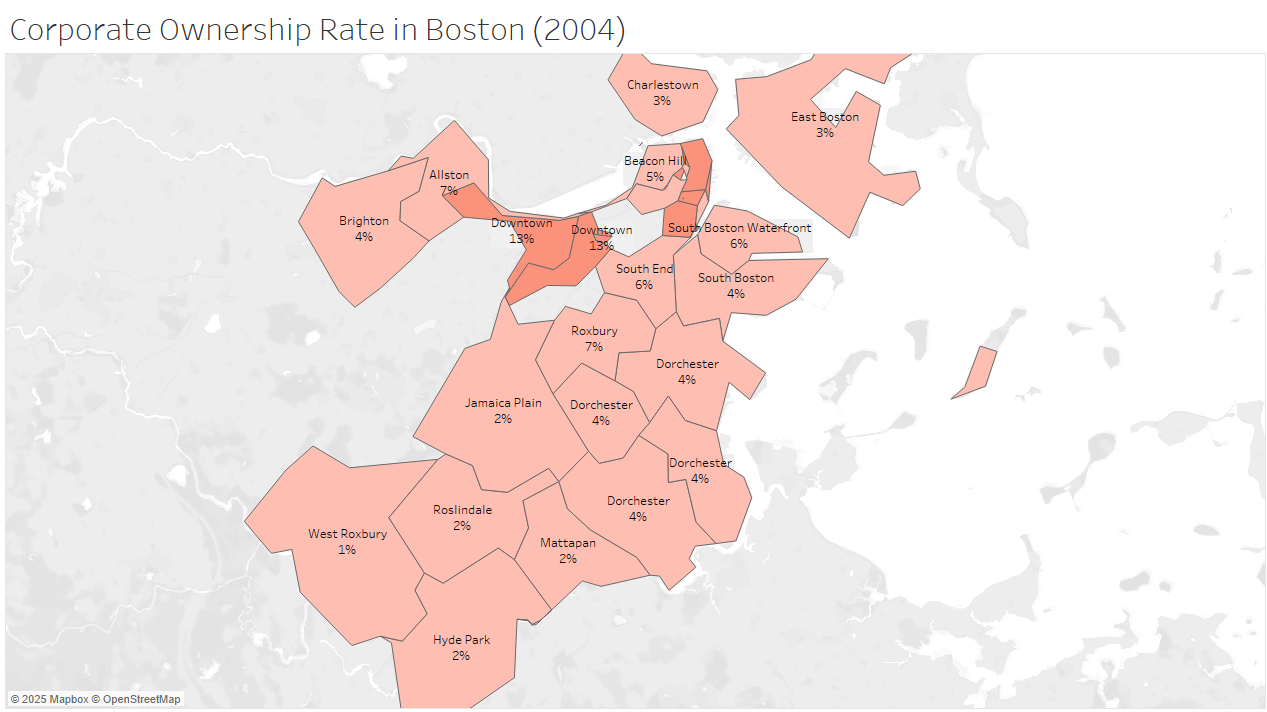 Corporate Ownership Rate in Boston (2004)
Charlestown
3%
East Boston
3%
Beacon Hill
5%
Allston
7%
Brighton
4%
Downtown
13%
Downtown
13%
South Boston Waterfront
6%
South End
6%
South Boston
4%
Roxbury
7%
Dorchester
4%
Jamaica Plain
2%
Dorchester
4%
Dorchester
4%
Dorchester
4%
Roslindale
2%
West Roxbury
1%
Mattapan
2%
Hyde Park
2%
© 2025 Mapbox © OpenStreetMap